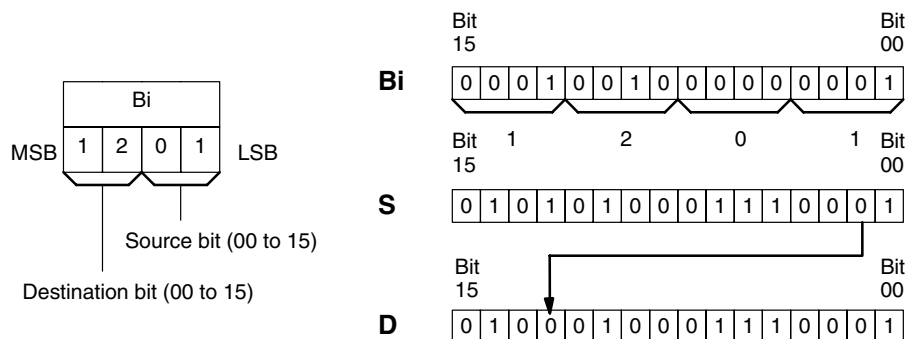 Bi
MSB 1 2 0 1 LSB
Source bit (00 to 15)
Destination bit (00 to 15)
Bit 15 Bit 00
Bi 0 0 0 1 0 0 1 0 0 0 0 0 0 0 0 1
1 2 0 1
Bit 15 Bit 00
S 0 1 0 1 0 1 0 0 0 1 1 1 0 0 0 1
Bit 15 Bit 00
D 0 1 0 0 0 1 0 0 0 1 1 1 0 0 0 1